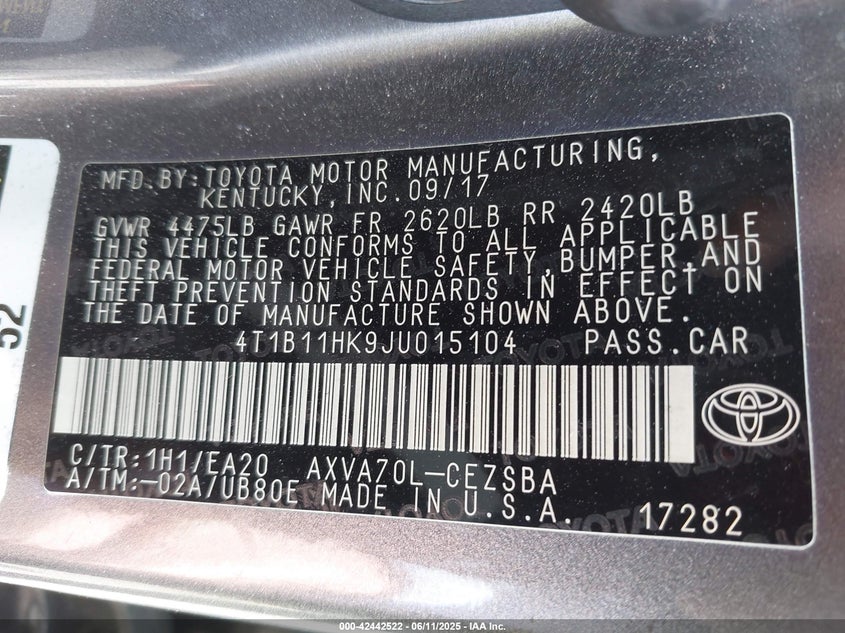 MFD. BY: TOYOTA MOTOR MANUFACTURING,
KENTUCKY, INC. 09/17
GVWR 4475LB GAWR FR 2620LB RR 2420LB
THIS VEHICLE CONFORMS TO ALL APPLICABLE
FEDERAL MOTOR VEHICLE SAFETY, BUMPER, AND
THEFT PREVENTION STANDARDS IN EFFECT ON
THE DATE OF MANUFACTURE SHOWN ABOVE.
4T1B11HK9JU015104 PASS. CAR
C/TR: 1H1/EA20 AXVA70L-CEZSBA
A/TM: -02A/UB80E MADE IN U.S.A. 17282
52
000-42442522 - 06/11/2025 - IAA Inc.